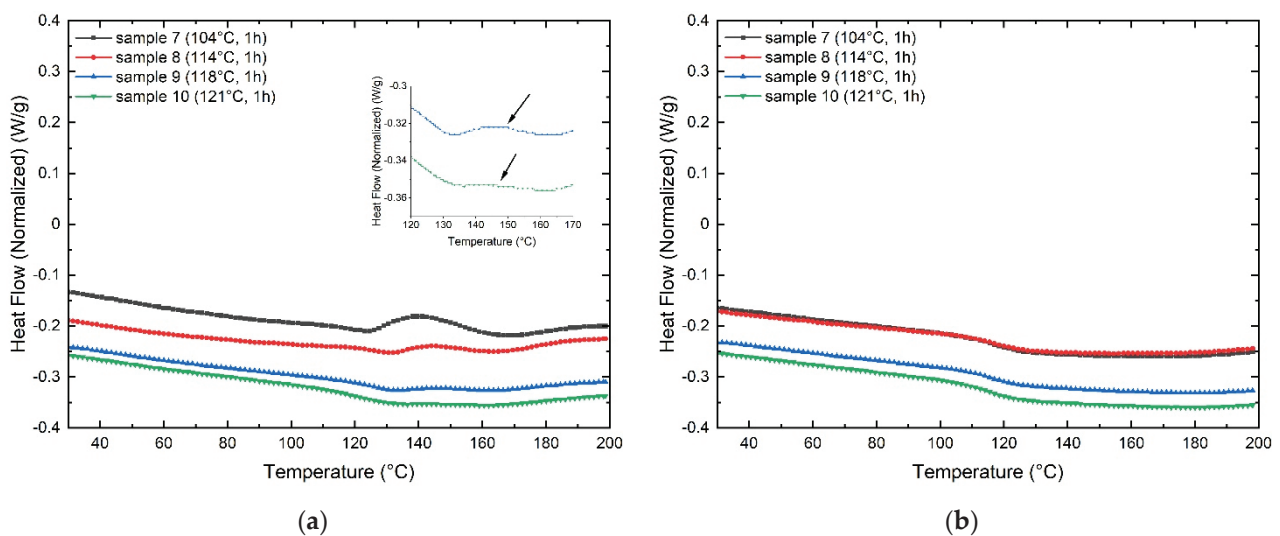 0.4
0.3
0.2
0.1
0
-0.1
-0.2
-0.3
-0.4
Heat Flow (Normalized) (W/g)
sample 7 (104°C, 1h)
sample 8 (114°C, 1h)
sample 9 (118°C, 1h)
sample 10 (121°C, 1h)
-0.3
-0.32
-0.34
-0.36
Heat Flow (Normalized) (W/g)
120 130 140 150 160 170
Temperature (°C)
40 60 80 100 120 140 160 180 200
Temperature (°C)
(a)
0.4
0.3
0.2
0.1
0
-0.1
-0.2
-0.3
-0.4
Heat Flow (Normalized) (W/g)
sample 7 (104°C, 1h)
sample 8 (114°C, 1h)
sample 9 (118°C, 1h)
sample 10 (121°C, 1h)
40 60 80 100 120 140 160 180 200
Temperature (°C)
(b)